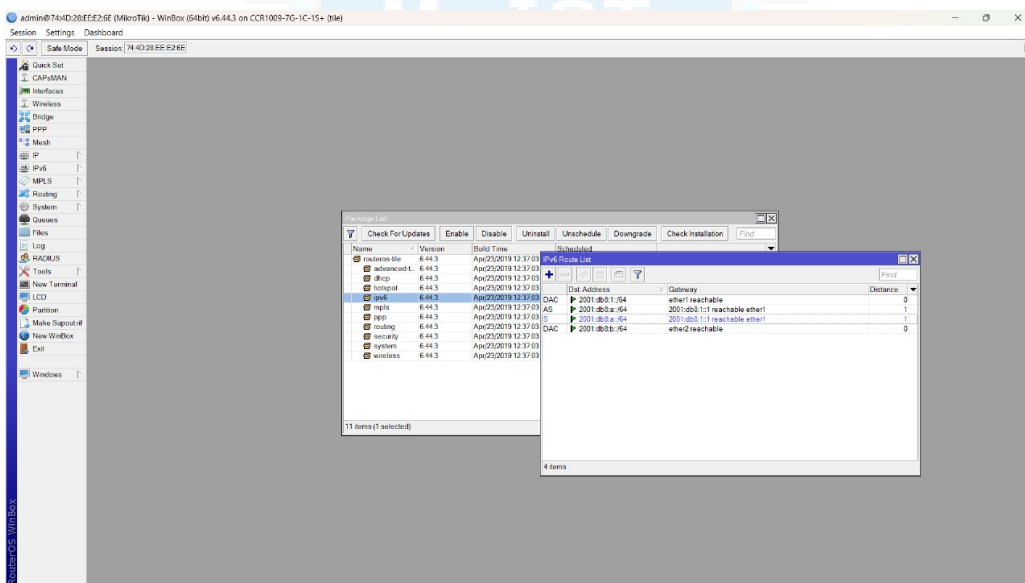 admin@74:4D:28:EE:E2:6E (MikroTik) - WinBox (64bit) v6.44.3 on CCR1009-7G-1C-1S+ (tile)
Session Settings Dashboard
Safe Mode Session: 74:4D:28:EE:E2:6E
Quick Set
CAPsMAN
Interfaces
Wireless
Bridge
PPP
Mesh
IP
IPv6
MPLS
Routing
System
Queues
Files
Log
RADIUS
Tools
New Terminal
LCD
Partition
Make Supout.rif
New WinBox
Exit
Windows
RouterOS WinBox
Package List
Check For Updates Enable Disable Uninstall Unschedule Downgrade Check Installation Find
Name Version Build Time Scheduled
routeros-tile 6.44.3 Apr/23/2019 12:37:03
advanced-t... 6.44.3 Apr/23/2019 12:37:03
dhcp 6.44.3 Apr/23/2019 12:37:03
hotspot 6.44.3 Apr/23/2019 12:37:03
ipv6 6.44.3 Apr/23/2019 12:37:03
mpls 6.44.3 Apr/23/2019 12:37:03
ppp 6.44.3 Apr/23/2019 12:37:03
routing 6.44.3 Apr/23/2019 12:37:03
security 6.44.3 Apr/23/2019 12:37:03
system 6.44.3 Apr/23/2019 12:37:03
wireless 6.44.3 Apr/23/2019 12:37:03
11 items (1 selected)
IPv6 Route List
Find
Dst. Address Gateway Distance
DAC 2001:db8:1::/64 ether1 reachable 0
AS 2001:db8:a::/64 2001:db8:1::1 reachable ether1 1
S 2001:db8:a::/64 2001:db8:1::1 reachable ether1 1
DAC 2001:db8:b::/64 ether2 reachable 0
4 items